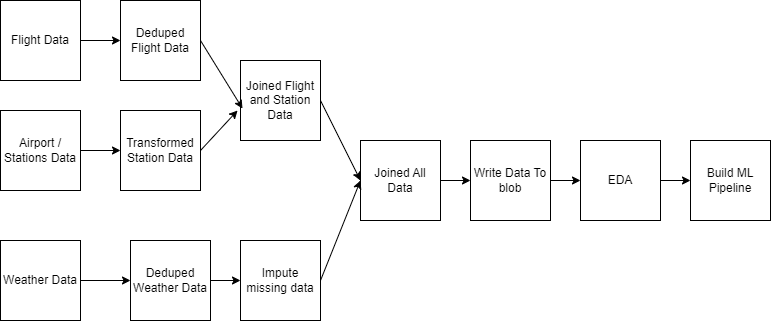 Flight Data
Deduped
Flight Data
Joined Flight
and Station
Data
Airport /
Stations Data
Transformed
Station Data
Joined All
Data
Write Data To
blob
EDA
Build ML
Pipeline
Weather Data
Deduped
Weather Data
Impute
missing data